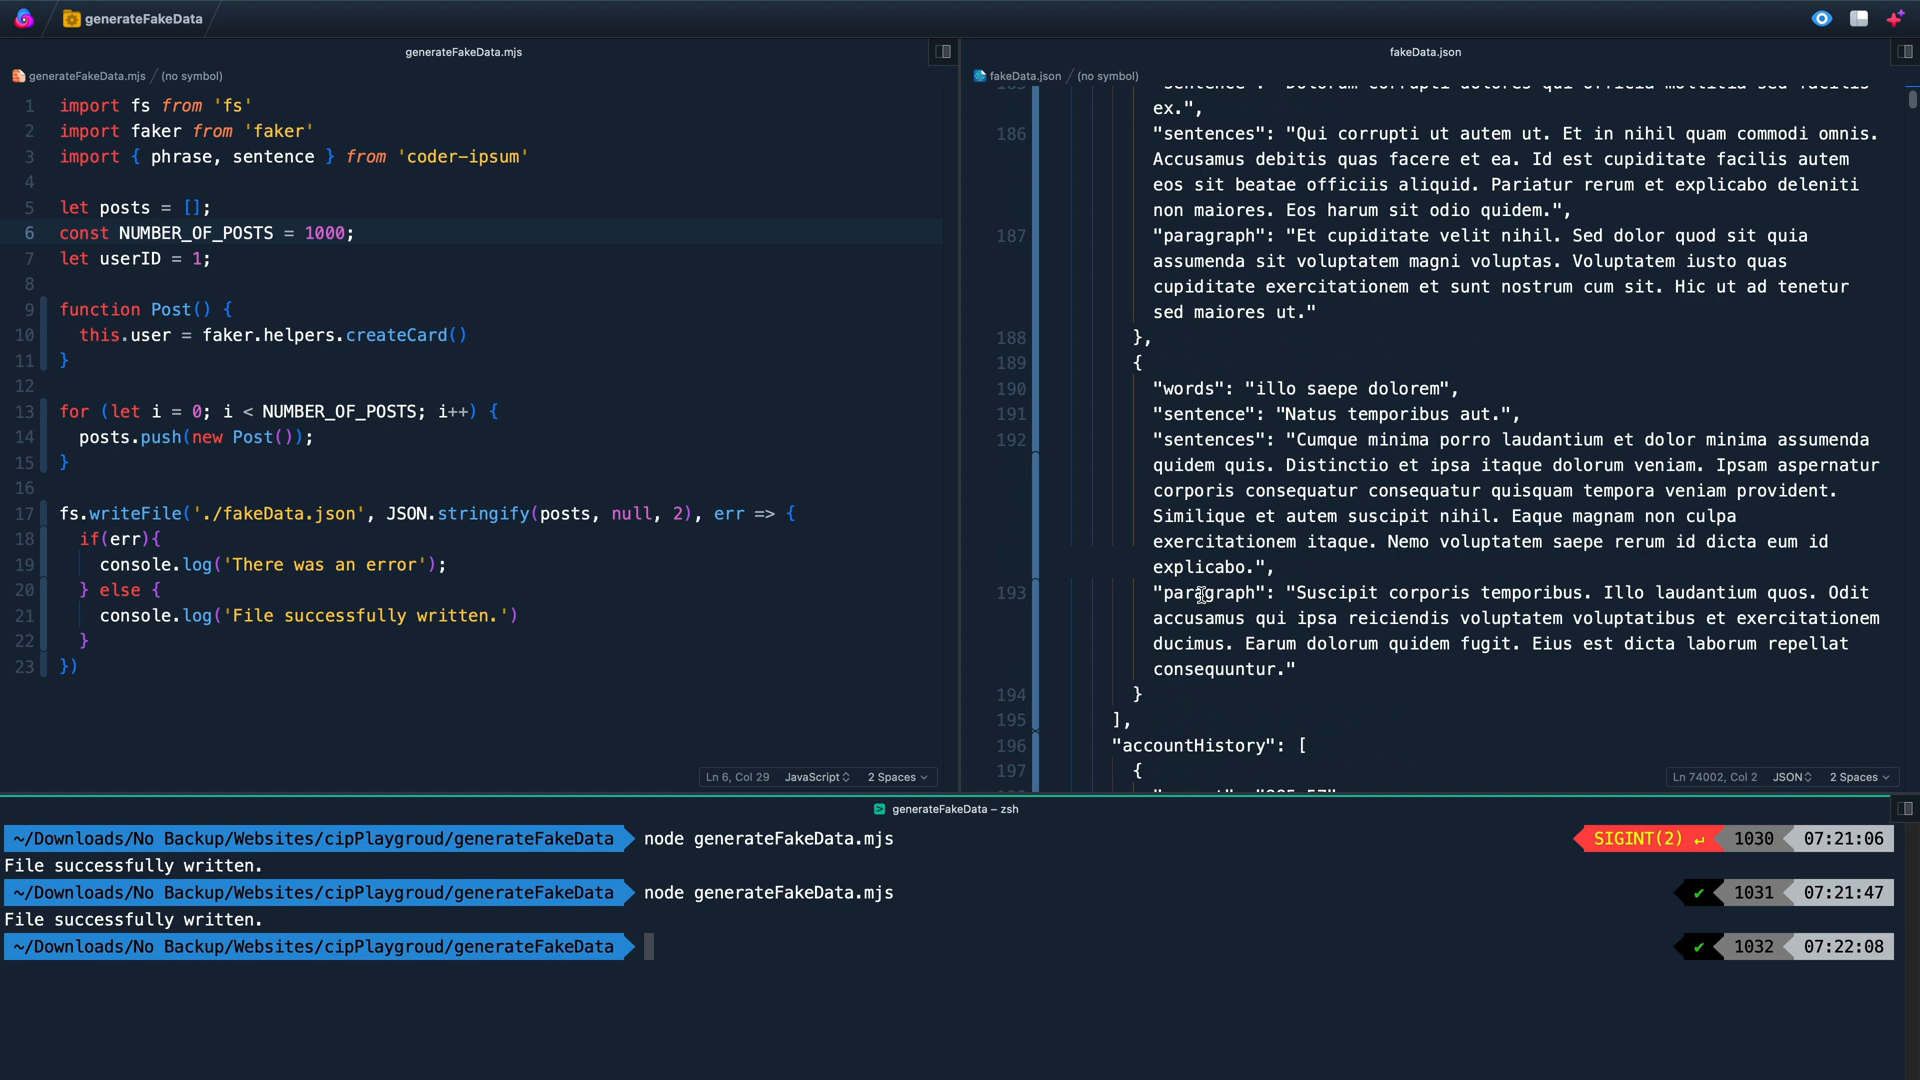 generateFakeData
generateFakeData.mjs
generateFakeData.mjs / (no symbol)
1 import fs from 'fs'
2 import faker from 'faker'
3 import { phrase, sentence } from 'coder-ipsum'
4
5 let posts = [];
6 const NUMBER_OF_POSTS = 1000;
7 let userID = 1;
8
9 function Post() {
10 this.user = faker.helpers.createCard()
11 }
12
13 for (let i = 0; i < NUMBER_OF_POSTS; i++) {
14 posts.push(new Post());
15 }
16
17 fs.writeFile('./fakeData.json', JSON.stringify(posts, null, 2), err => {
18 if(err){
19 console.log('There was an error');
20 } else {
21 console.log('File successfully written.')
22 }
23 })
Ln 6, Col 29 JavaScript 2 Spaces
fakeData.json
fakeData.json / (no symbol)
"sentence": "Dolorum corrupti dolores qui officia mollitia sed facilis
ex.",
186 "sentences": "Qui corrupti ut autem ut. Et in nihil quam commodi omnis.
Accusamus debitis quas facere et ea. Id est cupiditate facilis autem
eos sit beatae officiis aliquid. Pariatur rerum et explicabo deleniti
non maiores. Eos harum sit odio quidem.",
187 "paragraph": "Et cupiditate velit nihil. Sed dolor quod sit quia
assumenda sit voluptatem magni voluptas. Voluptatem iusto quas
cupiditate exercitationem et sunt nostrum cum sit. Hic ut ad tenetur
sed maiores ut."
188 },
189 {
190 "words": "illo saepe dolorem",
191 "sentence": "Natus temporibus aut.",
192 "sentences": "Cumque minima porro laudantium et dolor minima assumenda
quidem quis. Distinctio et ipsa itaque dolorum veniam. Ipsam aspernatur
corporis consequatur consequatur quisquam tempora veniam provident.
Similique et autem suscipit nihil. Eaque magnam non culpa
exercitationem itaque. Nemo voluptatem saepe rerum id dicta eum id
explicabo.",
193 "paragraph": "Suscipit corporis temporibus. Illo laudantium quos. Odit
accusamus qui ipsa reiciendis voluptatem voluptatibus et exercitationem
ducimus. Earum dolorum quidem fugit. Eius est dicta laborum repellat
consequuntur."
194 }
195 ],
196 "accountHistory": [
197 {
Ln 74002, Col 2 JSON 2 Spaces
generateFakeData – zsh
~/Downloads/No Backup/Websites/cipPlaygroud/generateFakeData node generateFakeData.mjs SIGINT(2) ↵ 1030 07:21:06
File successfully written.
~/Downloads/No Backup/Websites/cipPlaygroud/generateFakeData node generateFakeData.mjs ✔ 1031 07:21:47
File successfully written.
~/Downloads/No Backup/Websites/cipPlaygroud/generateFakeData ✔ 1032 07:22:08